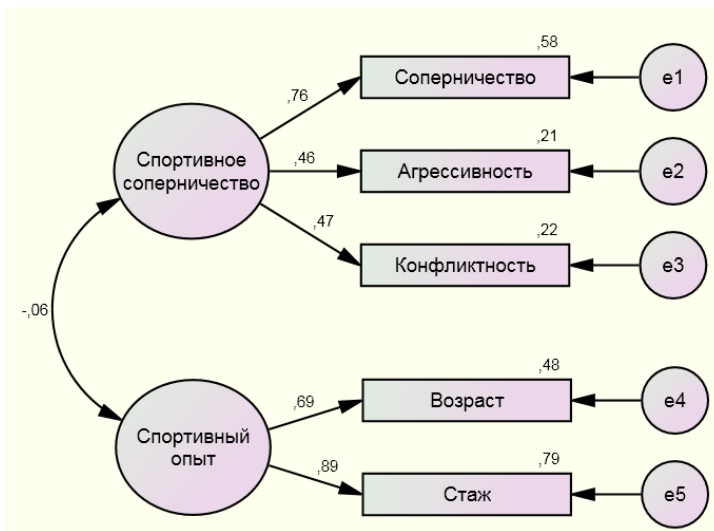 ,58
Соперничество
e1
,76
,21
Спортивное
соперничество
,46
Агрессивность
e2
,47
,22
Конфликтность
e3
-,06
,48
,69
Возраст
e4
Спортивный
опыт
,89
,79
Стаж
e5